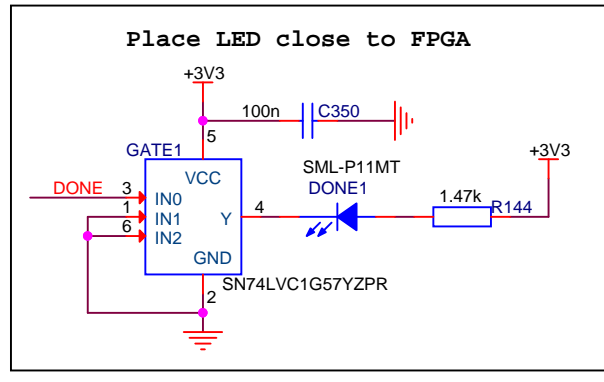 Place LED close to FPGA
+3V3
100n C350
5
GATE1
SML-P11MT
+3V3
VCC
DONE1
DONE 3 IN0
1.47k
1 IN1 Y 4
R144
6 IN2
GND
SN74LVC1G57YZPR
2